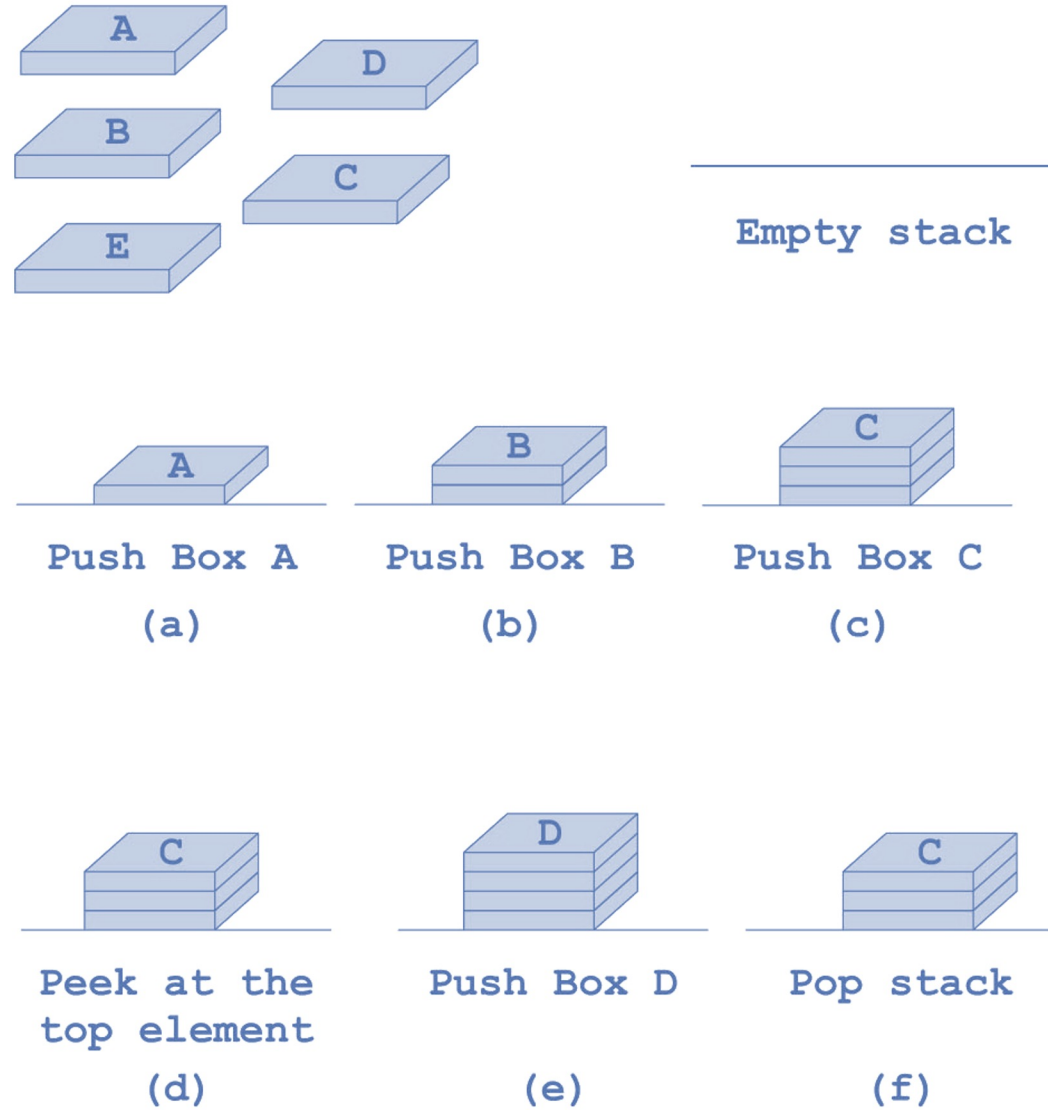 A
D
B
C
E
Empty stack
A
B
C
Push Box A
Push Box B
Push Box C
(a)
(b)
(c)
C
D
C
Peek at the
top element
Push Box D
Pop stack
(d)
(e)
(f)